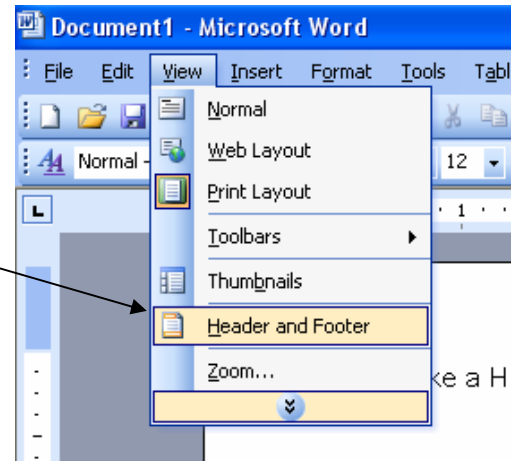 Document1 - Microsoft Word
File Edit View Insert Format Tools
Normal
Web Layout
Print Layout
Toolbars
Thumbnails
Header and Footer
Zoom...
Normal - 12
1
ke a H